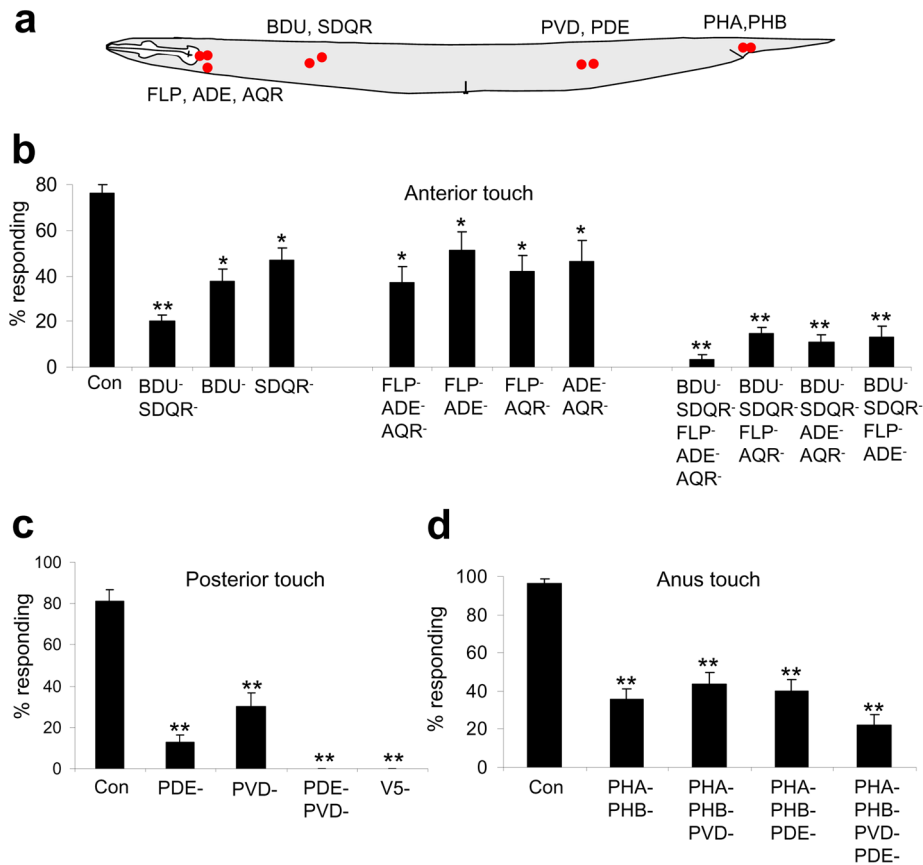 a
BDU, SDQR
PVD, PDE
PHA,PHB
FLP, ADE, AQR
b
Anterior touch
% responding
80
60
40
20
0
Con
BDU-
SDQR-
BDU-
SDQR-
FLP-
ADE-
AQR-
FLP-
ADE-
FLP-
AQR-
ADE-
AQR-
BDU-
SDQR-
FLP-
ADE-
AQR-
BDU-
SDQR-
FLP-
AQR-
BDU-
SDQR-
ADE-
AQR-
BDU-
SDQR-
FLP-
ADE-
**
*
*
*
*
*
*
**
**
**
**
c
Posterior touch
% responding
100
80
60
40
20
0
Con
PDE-
PVD-
PDE-
PVD-
V5-
**
**
**
**
d
Anus touch
% responding
100
80
60
40
20
0
Con
PHA-
PHB-
PHA-
PHB-
PVD-
PHA-
PHB-
PDE-
PHA-
PHB-
PVD-
PDE-
**
**
**
**